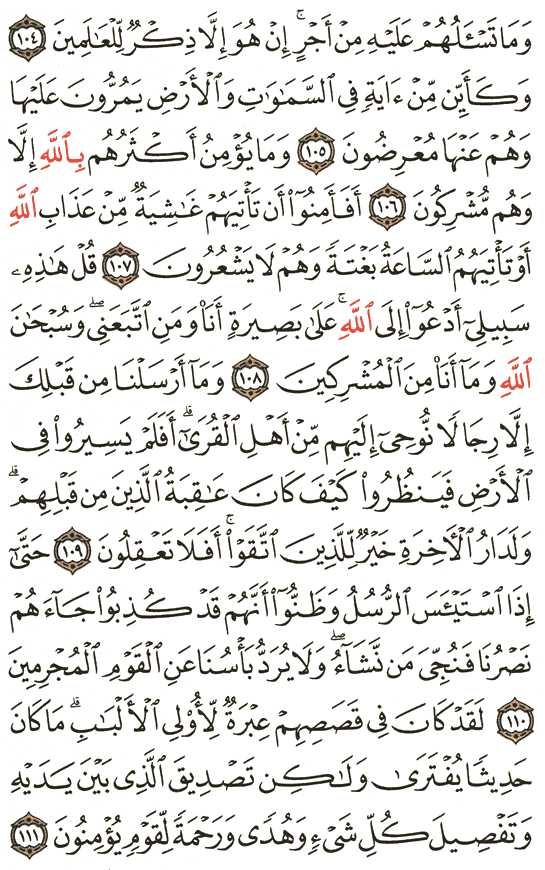 وَمَا تَسْـَٔلُهُمْ عَلَيْهِ مِنْ أَجْرٍ ۚ إِنْ هُوَ إِلَّا ذِكْرٌ لِّلْعَـٰلَمِينَ ١٠٤
وَكَأَيِّن مِّنْ ءَايَةٍ فِى ٱلسَّمَـٰوَٰتِ وَٱلْأَرْضِ يَمُرُّونَ عَلَيْهَا
وَهُمْ عَنْهَا مُعْرِضُونَ ١٠٥ وَمَا يُؤْمِنُ أَكْثَرُهُم بِٱللَّهِ إِلَّا
وَهُم مُّشْرِكُونَ ١٠٦ أَفَأَمِنُوٓا۟ أَن تَأْتِيَهُمْ غَـٰشِيَةٌ مِّنْ عَذَابِ ٱللَّهِ
أَوْ تَأْتِيَهُمُ ٱلسَّاعَةُ بَغْتَةً وَهُمْ لَا يَشْعُرُونَ ١٠٧ قُلْ هَـٰذِهِۦ
سَبِيلِىٓ أَدْعُوٓا۟ إِلَى ٱللَّهِ ۚ عَلَىٰ بَصِيرَةٍ أَنَا۠ وَمَنِ ٱتَّبَعَنِى ۖ وَسُبْحَـٰنَ
ٱللَّهِ وَمَآ أَنَا۠ مِنَ ٱلْمُشْرِكِينَ ١٠٨ وَمَآ أَرْسَلْنَا مِن قَبْلِكَ
إِلَّا رِجَالًا نُّوحِىٓ إِلَيْهِم مِّنْ أَهْلِ ٱلْقُرَىٰٓ ۗ أَفَلَمْ يَسِيرُوا۟ فِى
ٱلْأَرْضِ فَيَنظُرُوا۟ كَيْفَ كَانَ عَـٰقِبَةُ ٱلَّذِينَ مِن قَبْلِهِمْ ۗ
وَلَدَارُ ٱلْـَٔاخِرَةِ خَيْرٌ لِّلَّذِينَ ٱتَّقَوْا۟ ۗ أَفَلَا تَعْقِلُونَ ١٠٩ حَتَّىٰٓ
إِذَا ٱسْتَيْـَٔسَ ٱلرُّسُلُ وَظَنُّوٓا۟ أَنَّهُمْ قَدْ كُذِبُوا۟ جَآءَهُمْ
نَصْرُنَا فَنُجِّىَ مَن نَّشَآءُ ۖ وَلَا يُرَدُّ بَأْسُنَا عَنِ ٱلْقَوْمِ ٱلْمُجْرِمِينَ
١١٠ لَقَدْ كَانَ فِى قَصَصِهِمْ عِبْرَةٌ لِّأُو۟لِى ٱلْأَلْبَـٰبِ ۗ مَا كَانَ
حَدِيثًا يُفْتَرَىٰ وَلَـٰكِن تَصْدِيقَ ٱلَّذِى بَيْنَ يَدَيْهِ
وَتَفْصِيلَ كُلِّ شَىْءٍ وَهُدًى وَرَحْمَةً لِّقَوْمٍ يُؤْمِنُونَ ١١١